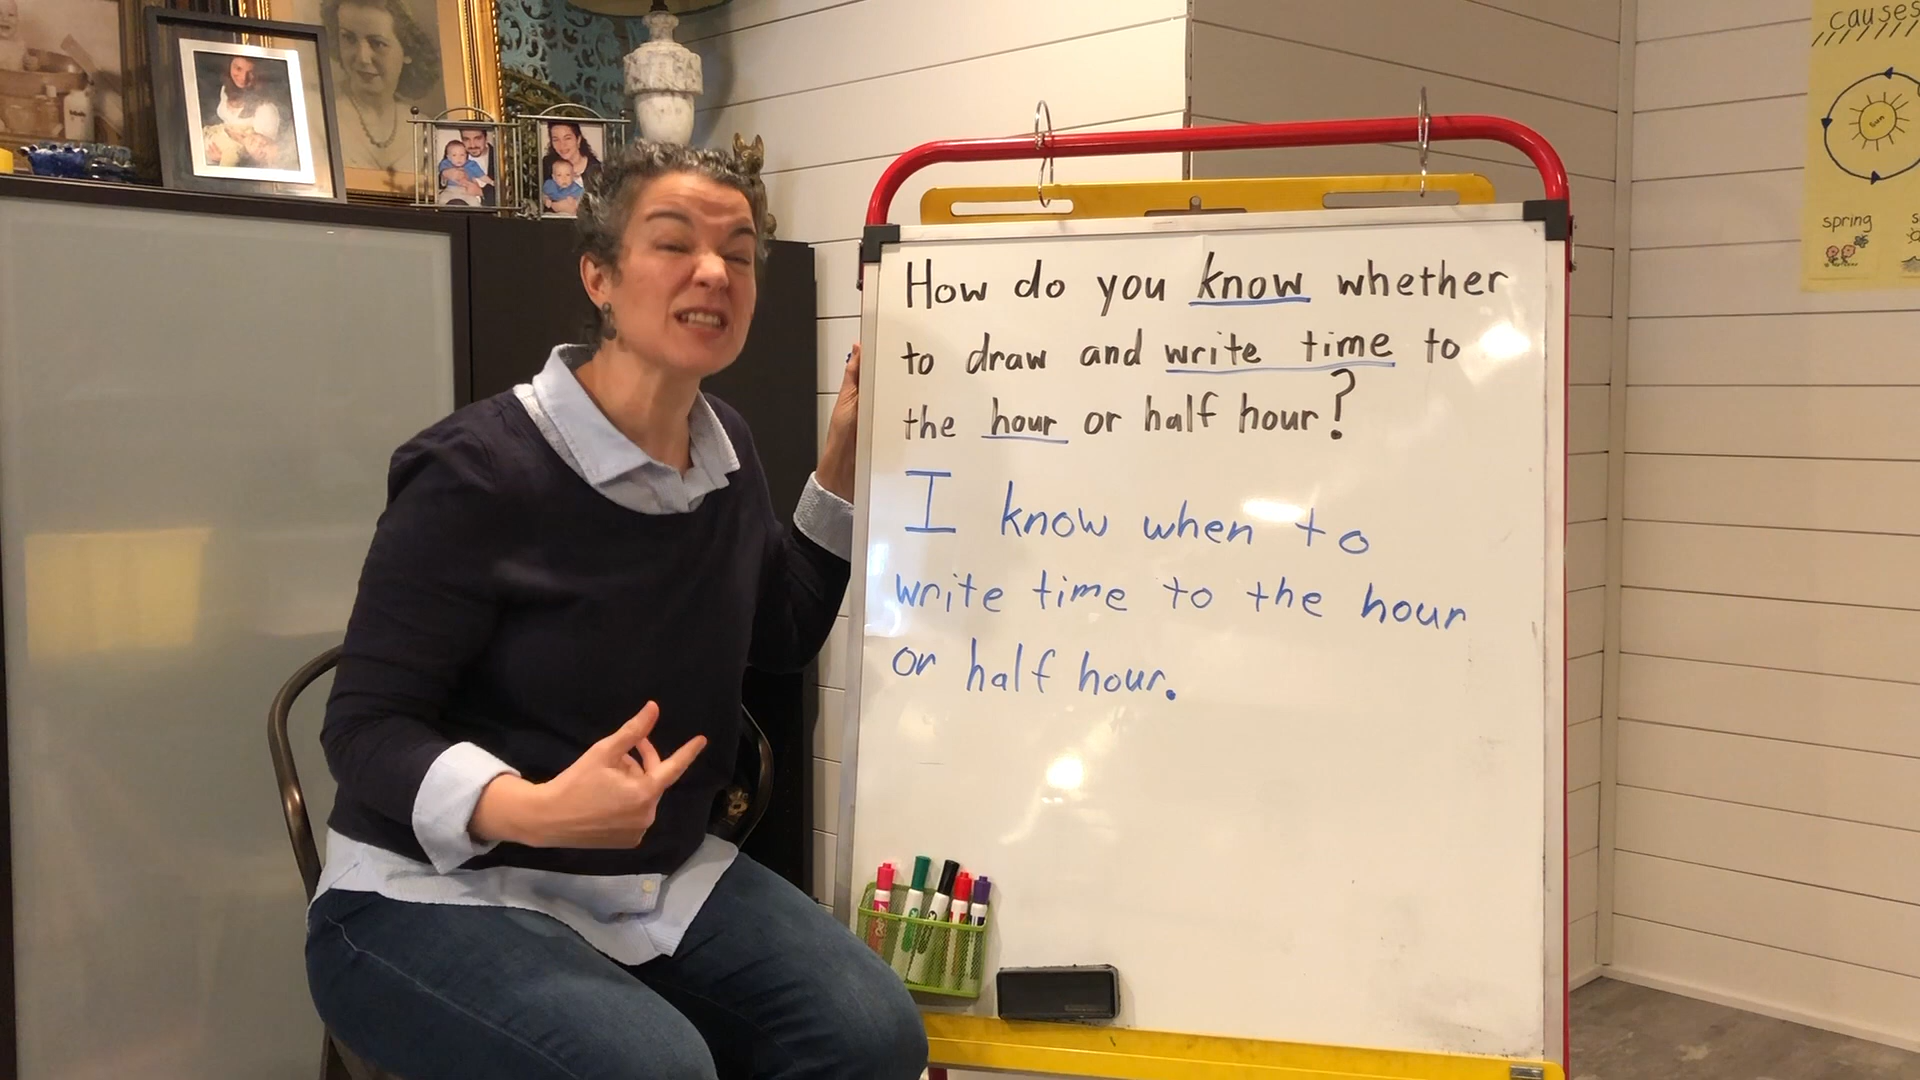 How do you know whether
to draw and write time to
the hour or half hour?
I know when to
write time to the hour
or half hour.
causes
Sun
spring